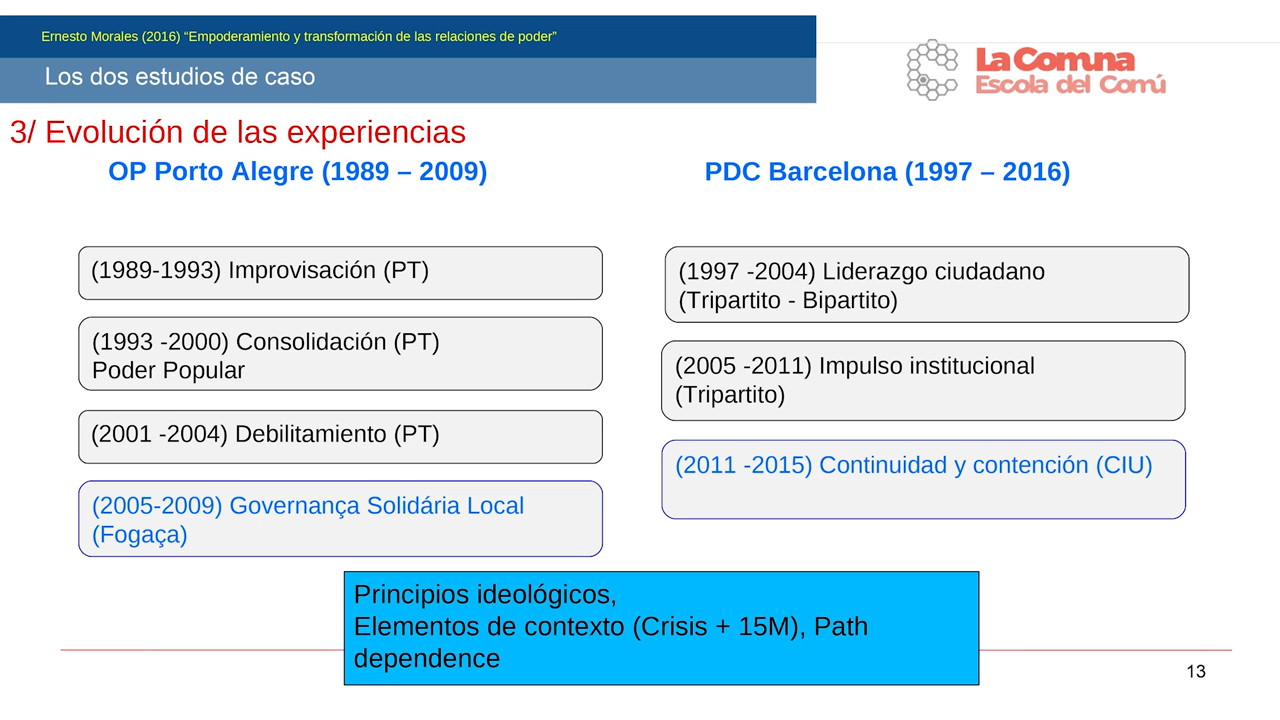 Ernesto Morales (2016) “Empoderamiento y transformación de las relaciones de poder”
Los dos estudios de caso
La Comuna
Escola del Comú
3/ Evolución de las experiencias
OP Porto Alegre (1989 – 2009)
(1989-1993) Improvisación (PT)
(1993 -2000) Consolidación (PT)
Poder Popular
(2001 -2004) Debilitamiento (PT)
(2005-2009) Governança Solidária Local
(Fogaça)
PDC Barcelona (1997 – 2016)
(1997 -2004) Liderazgo ciudadano
(Tripartito - Bipartito)
(2005 -2011) Impulso institucional
(Tripartito)
(2011 -2015) Continuidad y contención (CIU)
Principios ideológicos,
Elementos de contexto (Crisis + 15M), Path
dependence
13